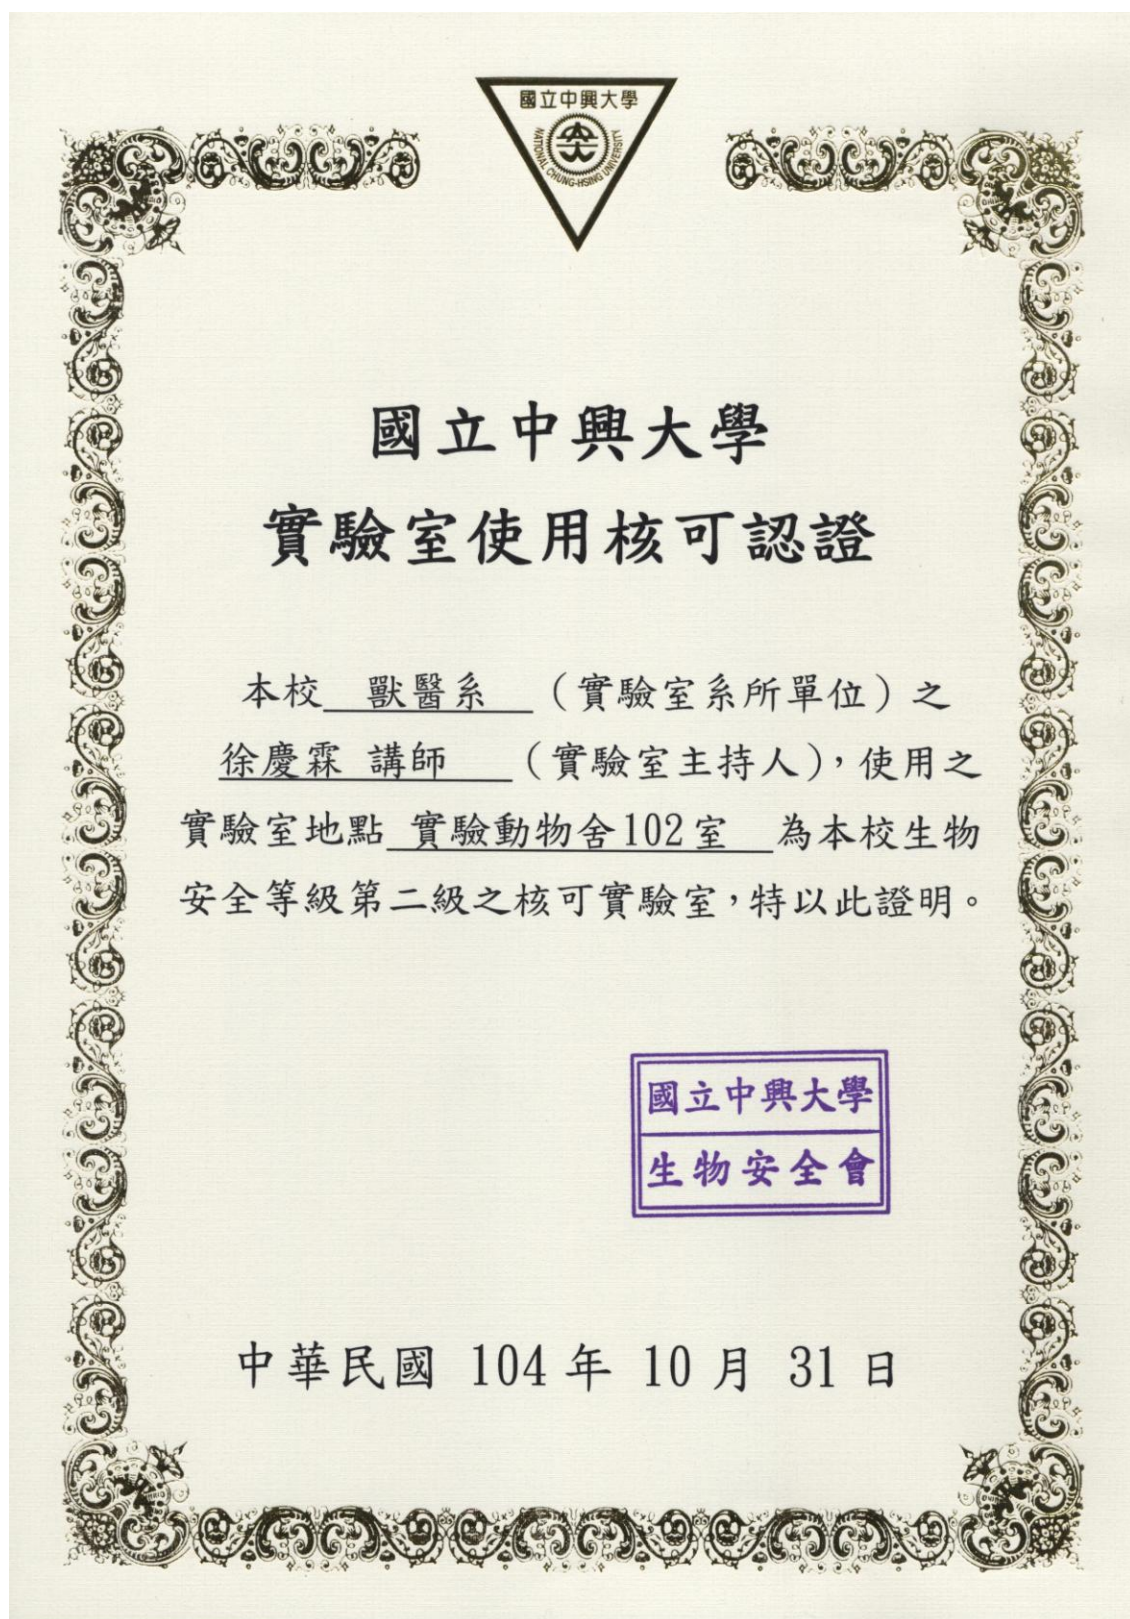 國立中興大學
NATIONAL CHUNG-HSING UNIVERSITY
國立中興大學
實驗室使用核可認證
本校 獸醫系 （實驗室系所單位）之
徐慶霖 講師 （實驗室主持人），使用之
實驗室地點 實驗動物舍102室 為本校生物
安全等級第二級之核可實驗室，特以此證明。
國立中興大學
生物安全會
中華民國 104 年 10 月 31 日